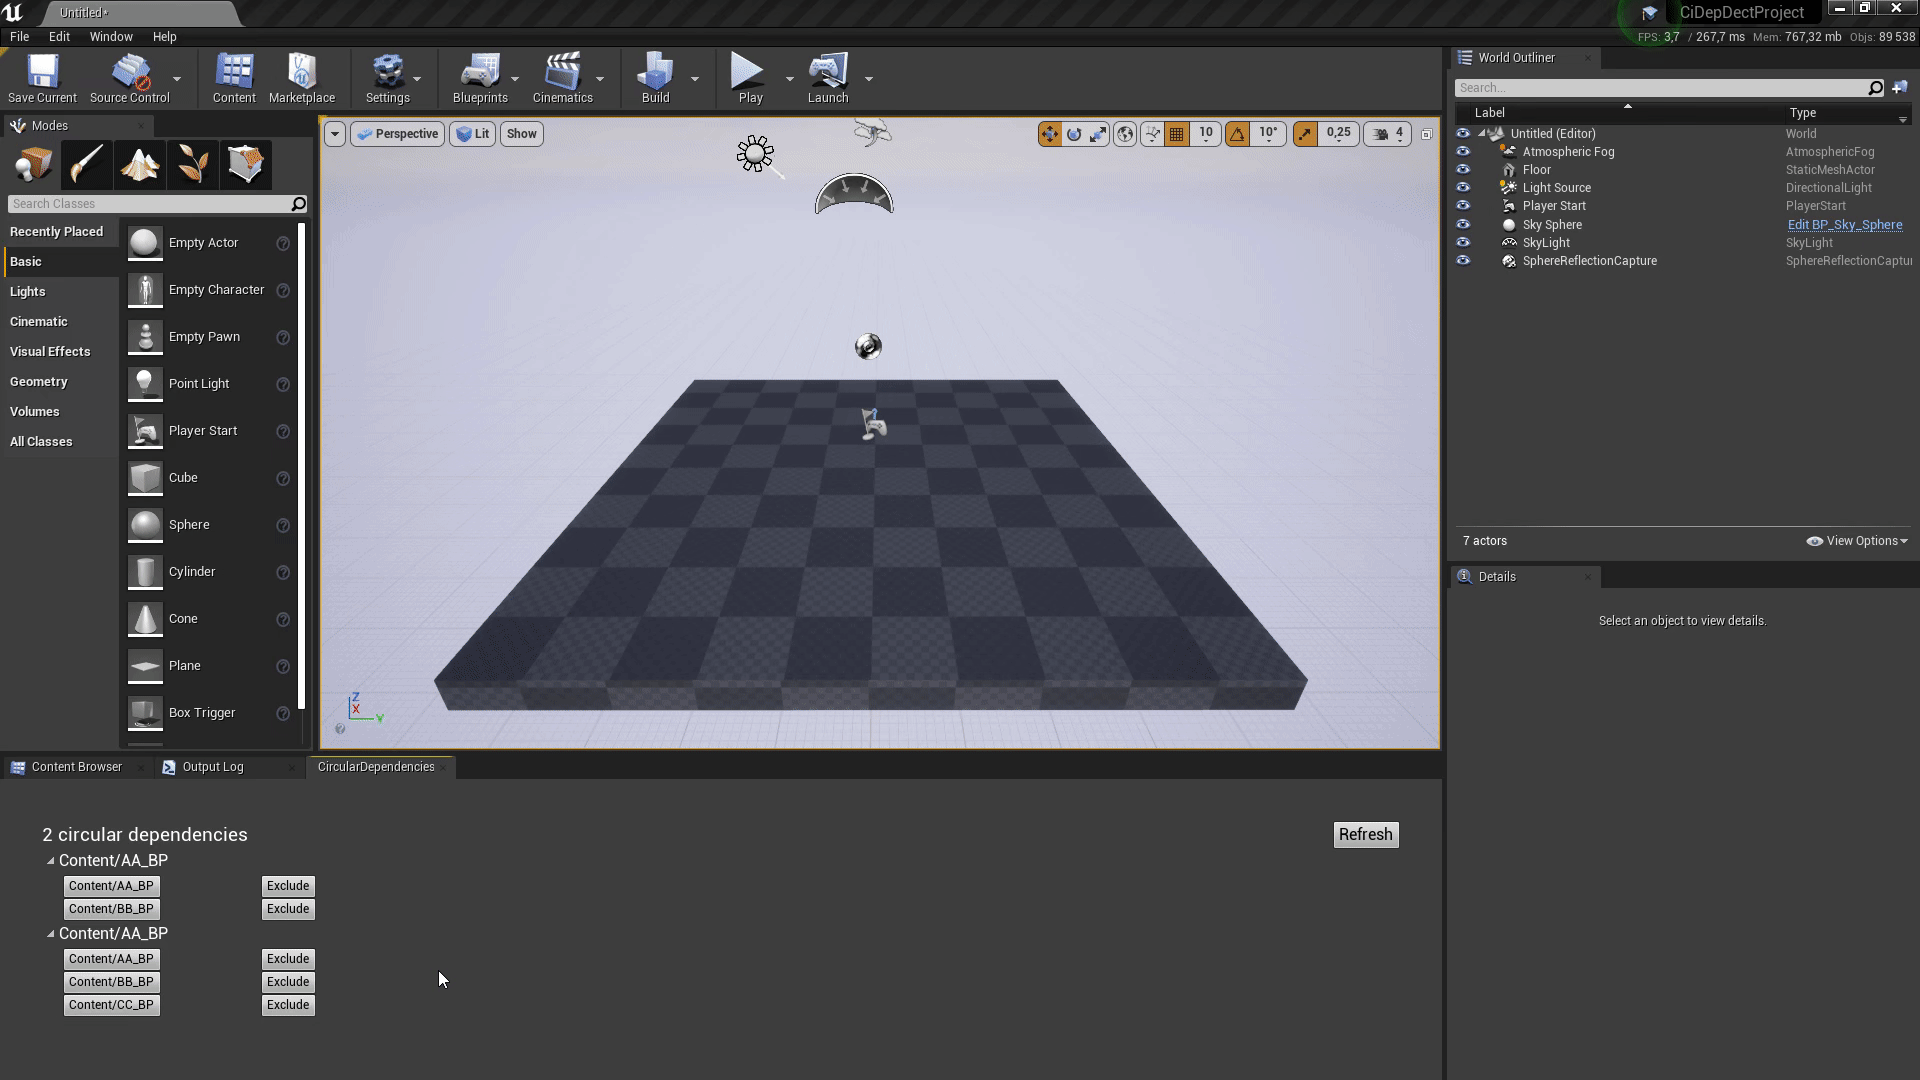 Untitled*
CiDepDectProject
File Edit Window Help
FPS: 3,7 / 267,7 ms Mem: 767,32 mb Objs: 89 538
Save Current Source Control Content Marketplace Settings Blueprints Cinematics Build Play Launch
Modes
Search Classes
Recently Placed
Basic
Lights
Cinematic
Visual Effects
Geometry
Volumes
All Classes
Empty Actor
Empty Character
Empty Pawn
Point Light
Player Start
Cube
Sphere
Cylinder
Cone
Plane
Box Trigger
Perspective Lit Show
10 10° 0,25 4
Z
X
Y
World Outliner
Search...
Label Type
Untitled (Editor) World
Atmospheric Fog AtmosphericFog
Floor StaticMeshActor
Light Source DirectionalLight
Player Start PlayerStart
Sky Sphere Edit BP_Sky_Sphere
SkyLight SkyLight
SphereReflectionCapture SphereReflectionCaptur
7 actors View Options
Details
Select an object to view details.
Content Browser Output Log CircularDependencies
2 circular dependencies Refresh
Content/AA_BP
Content/AA_BP Exclude
Content/BB_BP Exclude
Content/AA_BP
Content/AA_BP Exclude
Content/BB_BP Exclude
Content/CC_BP Exclude